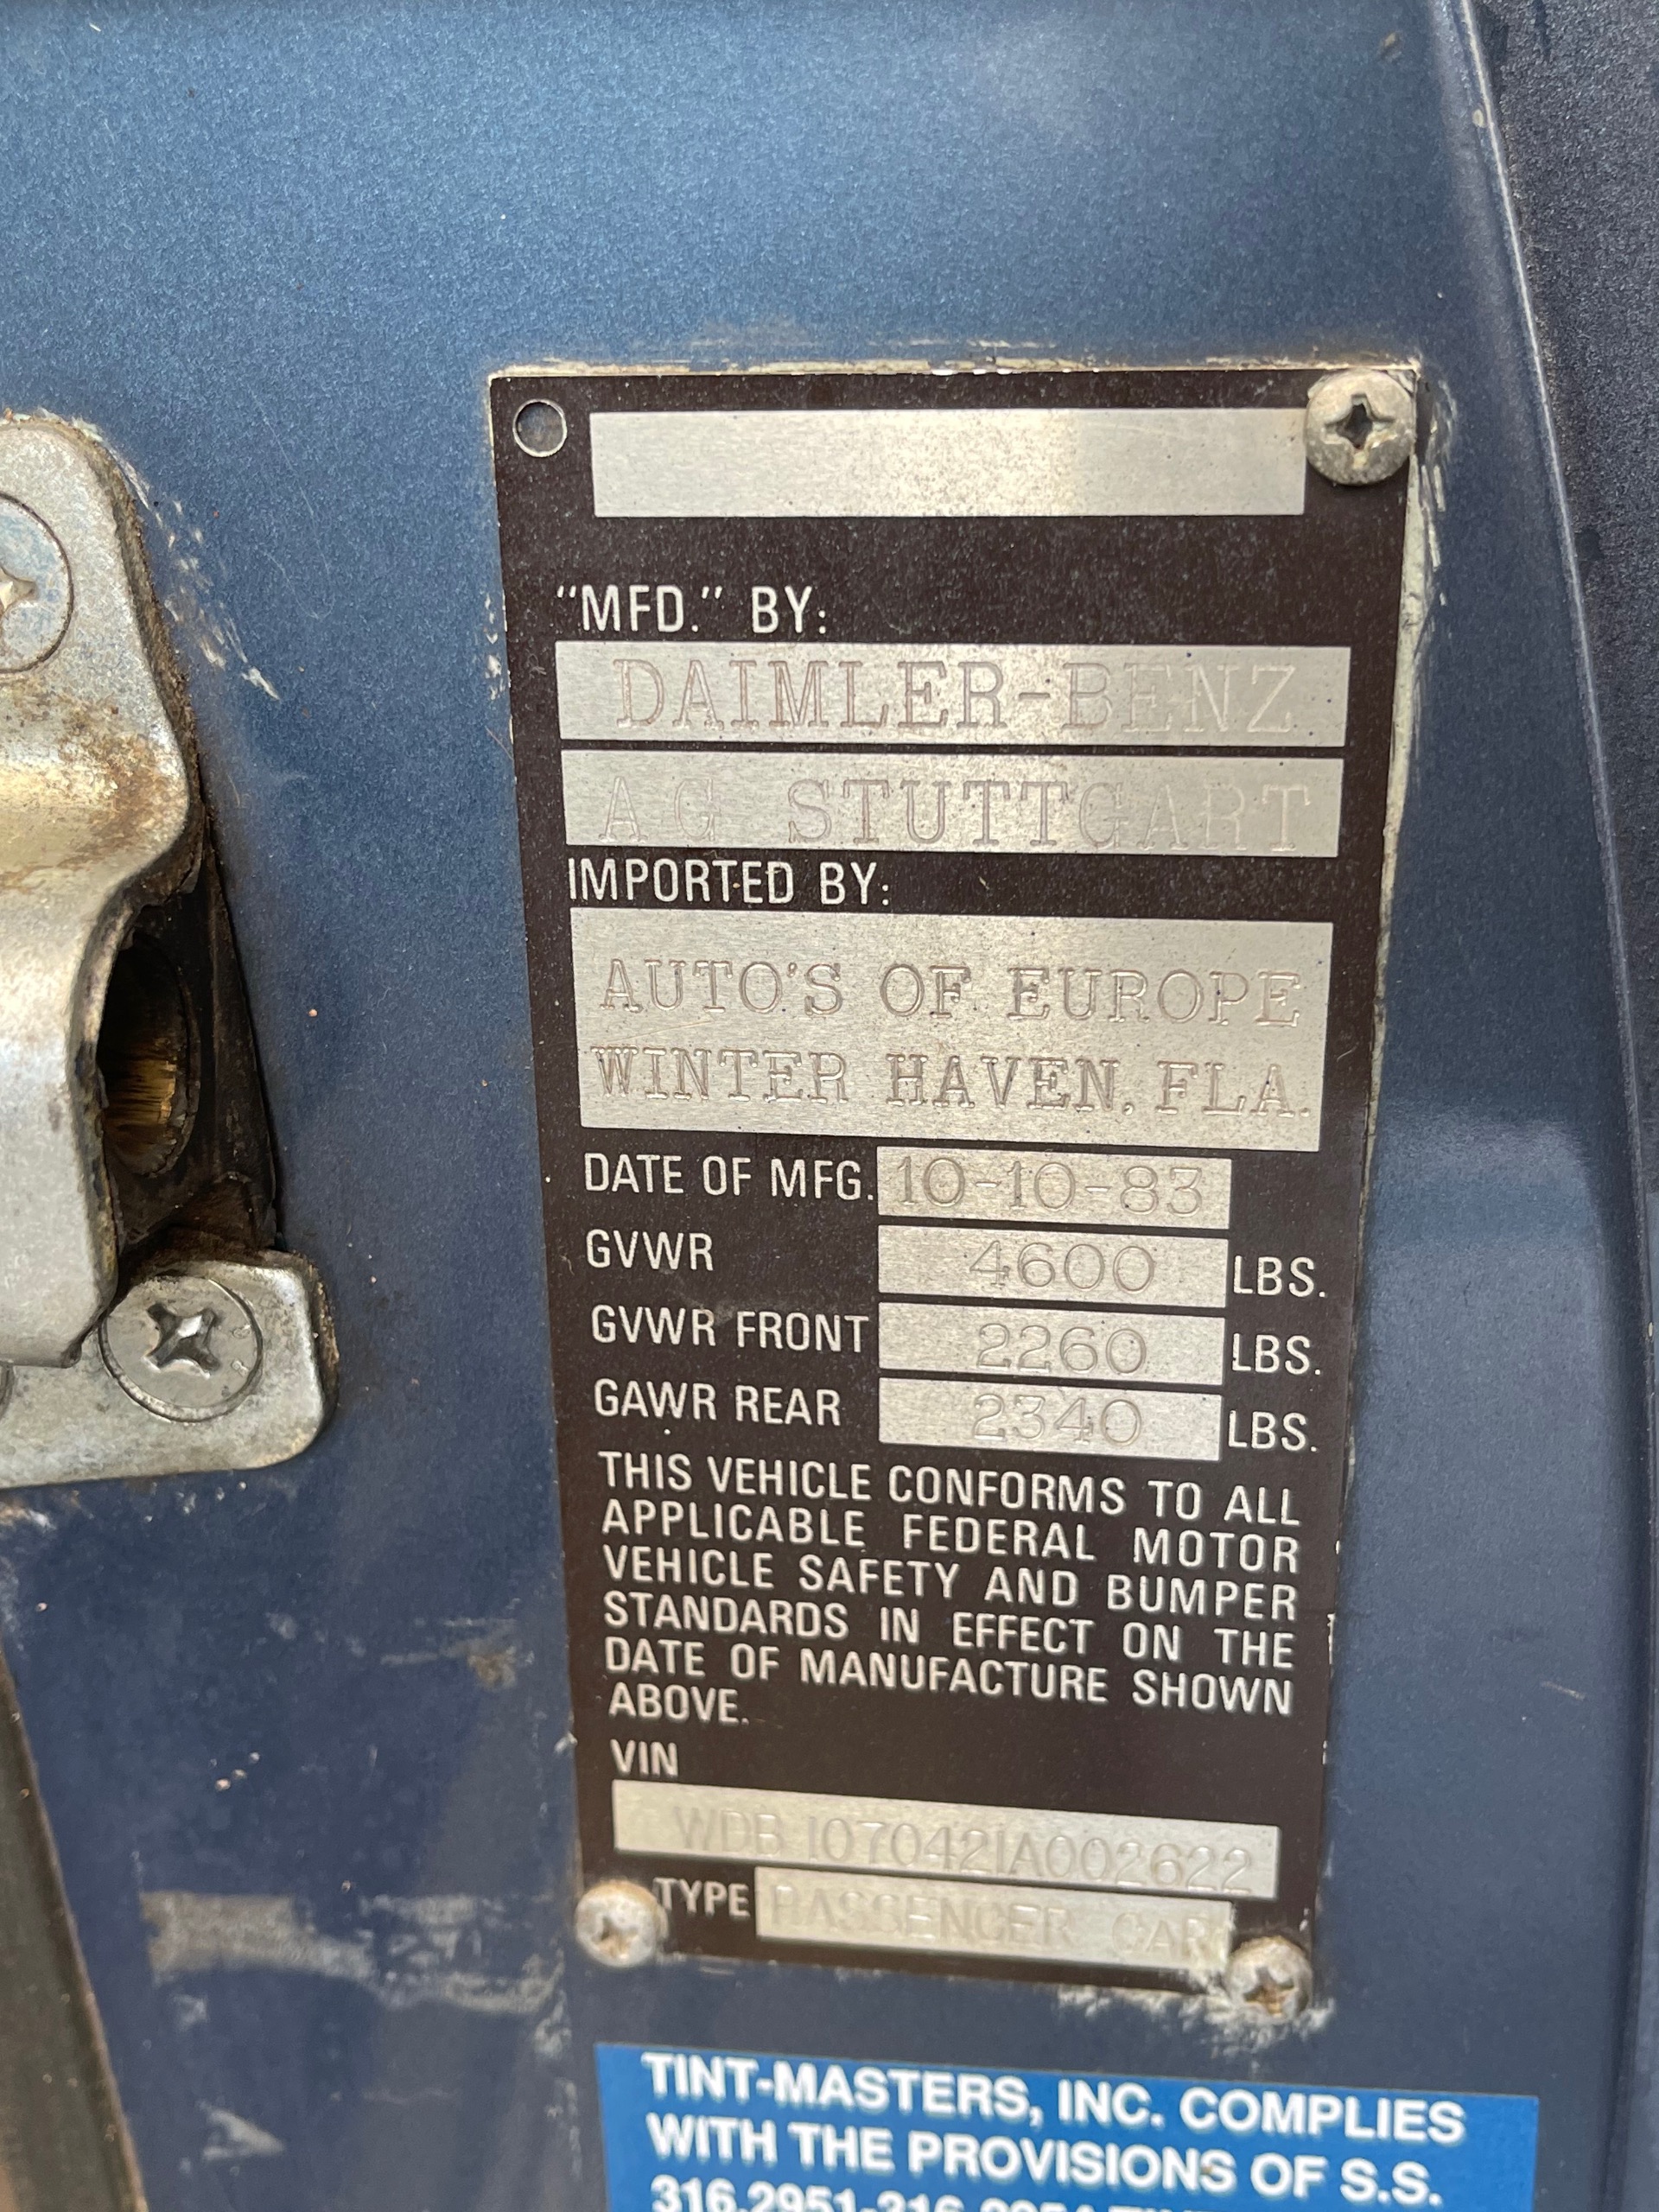 "MFD." BY:
DAIMLER-BENZ
AG STUTTGART
IMPORTED BY:
AUTO'S OF EUROPE
WINTER HAVEN, FLA.
DATE OF MFG. 10-10-83
GVWR 4600 LBS.
GVWR FRONT 2260 LBS.
GAWR REAR 2340 LBS.
THIS VEHICLE CONFORMS TO ALL
APPLICABLE FEDERAL MOTOR
VEHICLE SAFETY AND BUMPER
STANDARDS IN EFFECT ON THE
DATE OF MANUFACTURE SHOWN
ABOVE.
VIN
WDB1070421A002622
TYPE PASSENGER CAR
TINT-MASTERS, INC. COMPLIES
WITH THE PROVISIONS OF S.S.